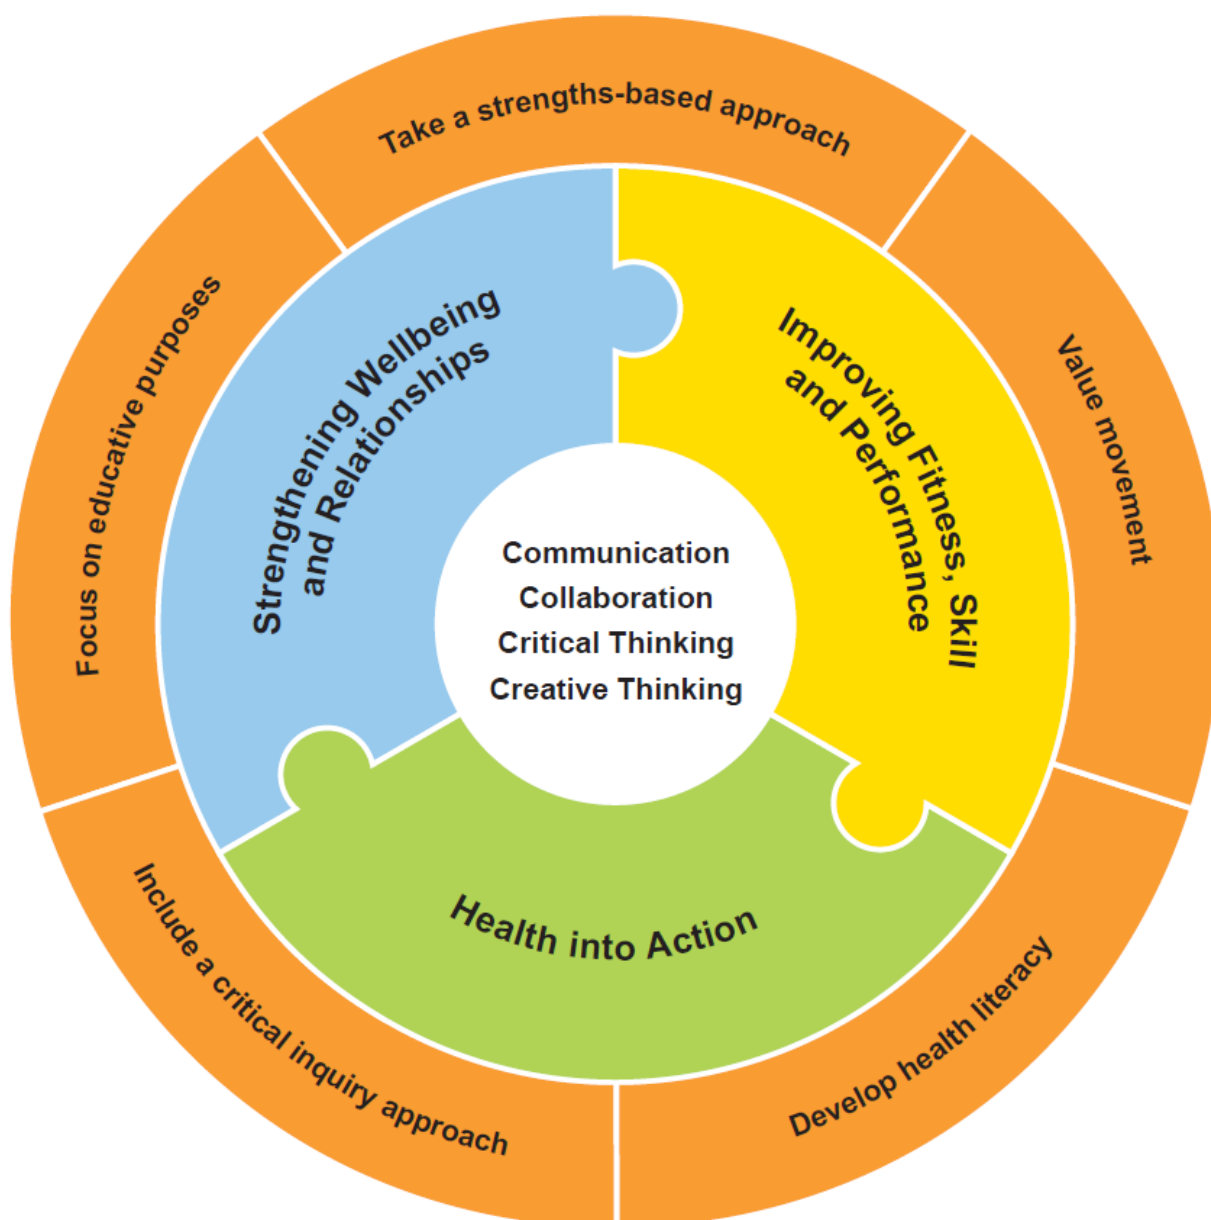 Take a strengths-based approach
Value movement
Develop health literacy
Include a critical inquiry approach
Focus on educative purposes
Strengthening Wellbeing
and Relationships
Improving Fitness, Skill
and Performance
Health into Action
Communication
Collaboration
Critical Thinking
Creative Thinking